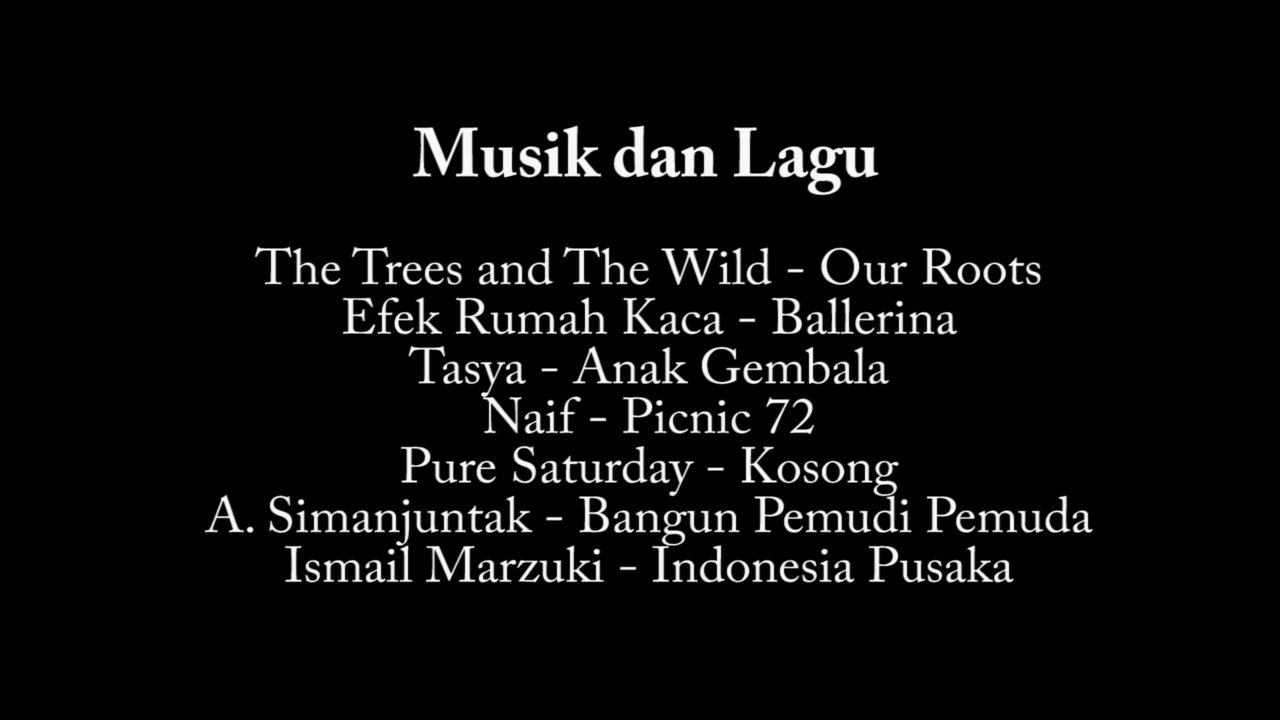 Musik dan Lagu
The Trees and The Wild - Our Roots
Efek Rumah Kaca - Ballerina
Tasya - Anak Gembala
Naif - Picnic 72
Pure Saturday - Kosong
A. Simanjuntak - Bangun Pemudi Pemuda
Ismail Marzuki - Indonesia Pusaka